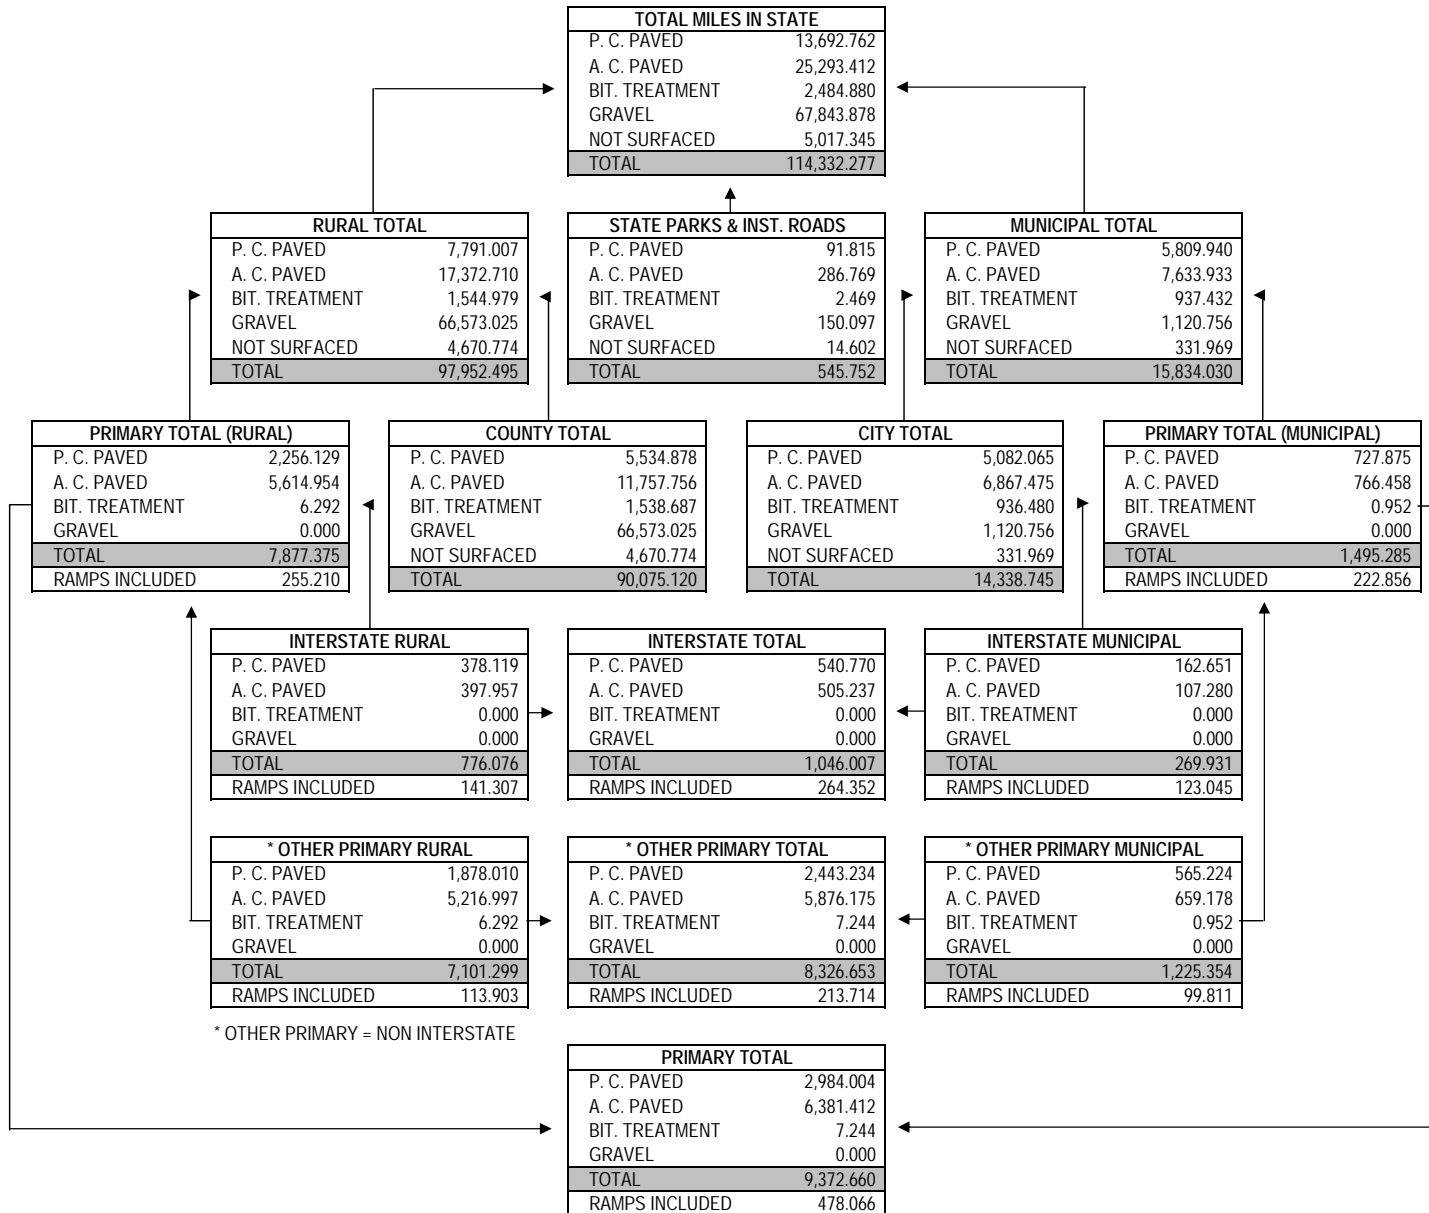 TOTAL MILES IN STATE
P. C. PAVED 13,692.762
A. C. PAVED 25,293.412
BIT. TREATMENT 2,484.880
GRAVEL 67,843.878
NOT SURFACED 5,017.345
TOTAL 114,332.277
RURAL TOTAL
P. C. PAVED 7,791.007
A. C. PAVED 17,372.710
BIT. TREATMENT 1,544.979
GRAVEL 66,573.025
NOT SURFACED 4,670.774
TOTAL 97,952.495
STATE PARKS & INST. ROADS
P. C. PAVED 91.815
A. C. PAVED 286.769
BIT. TREATMENT 2.469
GRAVEL 150.097
NOT SURFACED 14.602
TOTAL 545.752
MUNICIPAL TOTAL
P. C. PAVED 5,809.940
A. C. PAVED 7,633.933
BIT. TREATMENT 937.432
GRAVEL 1,120.756
NOT SURFACED 331.969
TOTAL 15,834.030
PRIMARY TOTAL (RURAL)
P. C. PAVED 2,256.129
A. C. PAVED 5,614.954
BIT. TREATMENT 6.292
GRAVEL 0.000
TOTAL 7,877.375
RAMPS INCLUDED 255.210
COUNTY TOTAL
P. C. PAVED 5,534.878
A. C. PAVED 11,757.756
BIT. TREATMENT 1,538.687
GRAVEL 66,573.025
NOT SURFACED 4,670.774
TOTAL 90,075.120
CITY TOTAL
P. C. PAVED 5,082.065
A. C. PAVED 6,867.475
BIT. TREATMENT 936.480
GRAVEL 1,120.756
NOT SURFACED 331.969
TOTAL 14,338.745
PRIMARY TOTAL (MUNICIPAL)
P. C. PAVED 727.875
A. C. PAVED 766.458
BIT. TREATMENT 0.952
GRAVEL 0.000
TOTAL 1,495.285
RAMPS INCLUDED 222.856
INTERSTATE RURAL
P. C. PAVED 378.119
A. C. PAVED 397.957
BIT. TREATMENT 0.000
GRAVEL 0.000
TOTAL 776.076
RAMPS INCLUDED 141.307
INTERSTATE TOTAL
P. C. PAVED 540.770
A. C. PAVED 505.237
BIT. TREATMENT 0.000
GRAVEL 0.000
TOTAL 1,046.007
RAMPS INCLUDED 264.352
INTERSTATE MUNICIPAL
P. C. PAVED 162.651
A. C. PAVED 107.280
BIT. TREATMENT 0.000
GRAVEL 0.000
TOTAL 269.931
RAMPS INCLUDED 123.045
* OTHER PRIMARY RURAL
P. C. PAVED 1,878.010
A. C. PAVED 5,216.997
BIT. TREATMENT 6.292
GRAVEL 0.000
TOTAL 7,101.299
RAMPS INCLUDED 113.903
* OTHER PRIMARY TOTAL
P. C. PAVED 2,443.234
A. C. PAVED 5,876.175
BIT. TREATMENT 7.244
GRAVEL 0.000
TOTAL 8,326.653
RAMPS INCLUDED 213.714
* OTHER PRIMARY MUNICIPAL
P. C. PAVED 565.224
A. C. PAVED 659.178
BIT. TREATMENT 0.952
GRAVEL 0.000
TOTAL 1,225.354
RAMPS INCLUDED 99.811
* OTHER PRIMARY = NON INTERSTATE
PRIMARY TOTAL
P. C. PAVED 2,984.004
A. C. PAVED 6,381.412
BIT. TREATMENT 7.244
GRAVEL 0.000
TOTAL 9,372.660
RAMPS INCLUDED 478.066